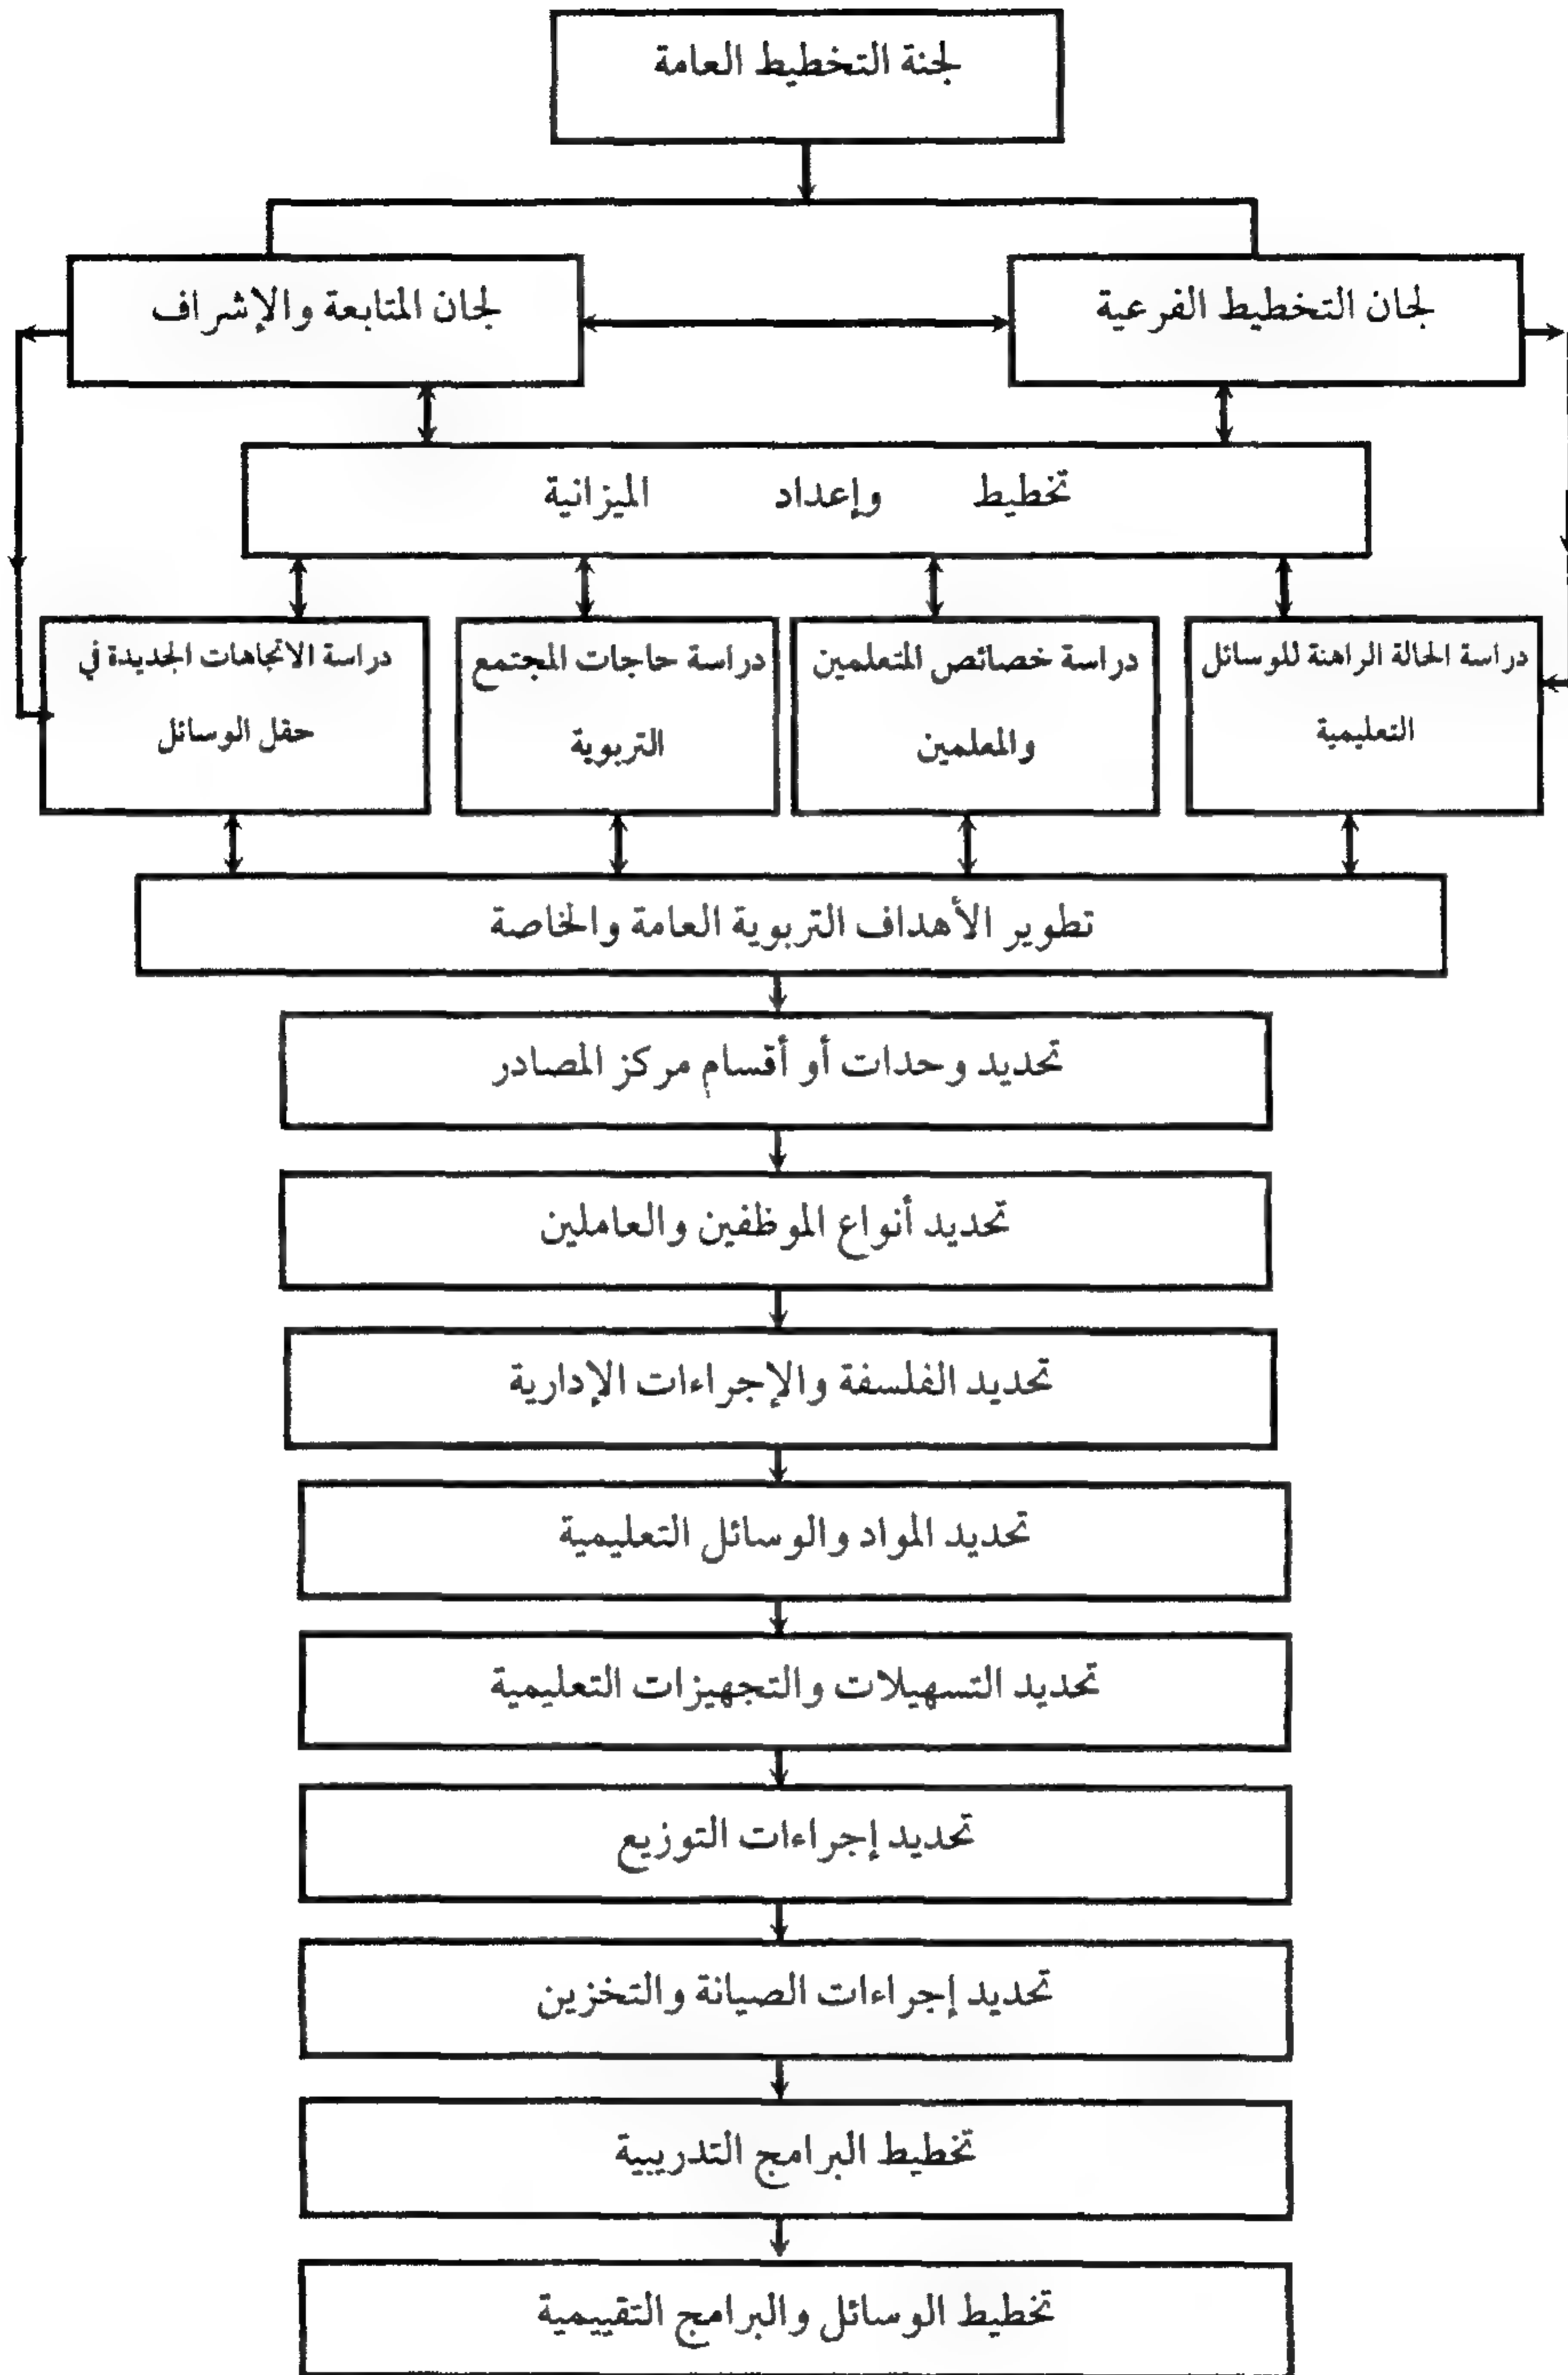 لجنة التخطيط العامة
لجان التخطيط الفرعية
لجان المتابعة والإشراف
تخطيط وإعداد الميزانية
دراسة الحالة الراهنة للوسائل
التعليمية
دراسة خصائص المتعلمين
والمعلمين
دراسة حاجات المجتمع
التربوية
دراسة الاتجاهات الجديدة في
حقل الوسائل
تطوير الأهداف التربوية العامة والخاصة
تحديد وحدات أو أقسام مركز المصادر
تحديد أنواع الموظفين والعاملين
تحديد الفلسفة والإجراءات الإدارية
تحديد المواد والوسائل التعليمية
تحديد التسهيلات والتجهيزات التعليمية
تحديد إجراءات التوزيع
تحديد إجراءات الصيانة والتخزين
تخطيط البرامج التدريبية
تخطيط الوسائل والبرامج التقييمية